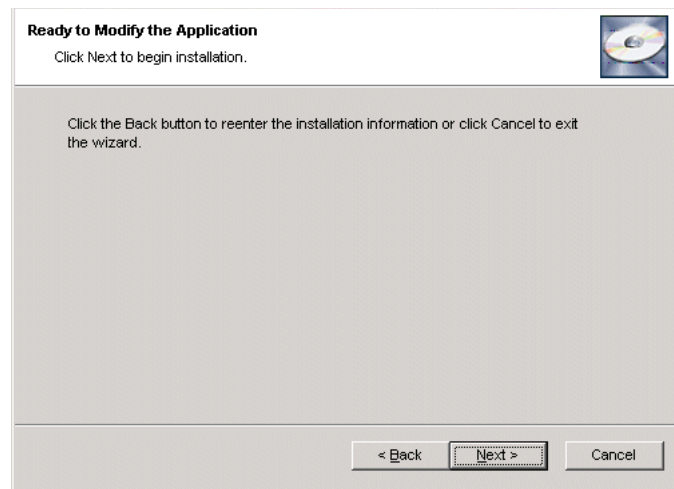 Ready to Modify the Application
Click Next to begin installation.
Click the Back button to reenter the installation information or click Cancel to exit
the wizard.
< Back
Next >
Cancel